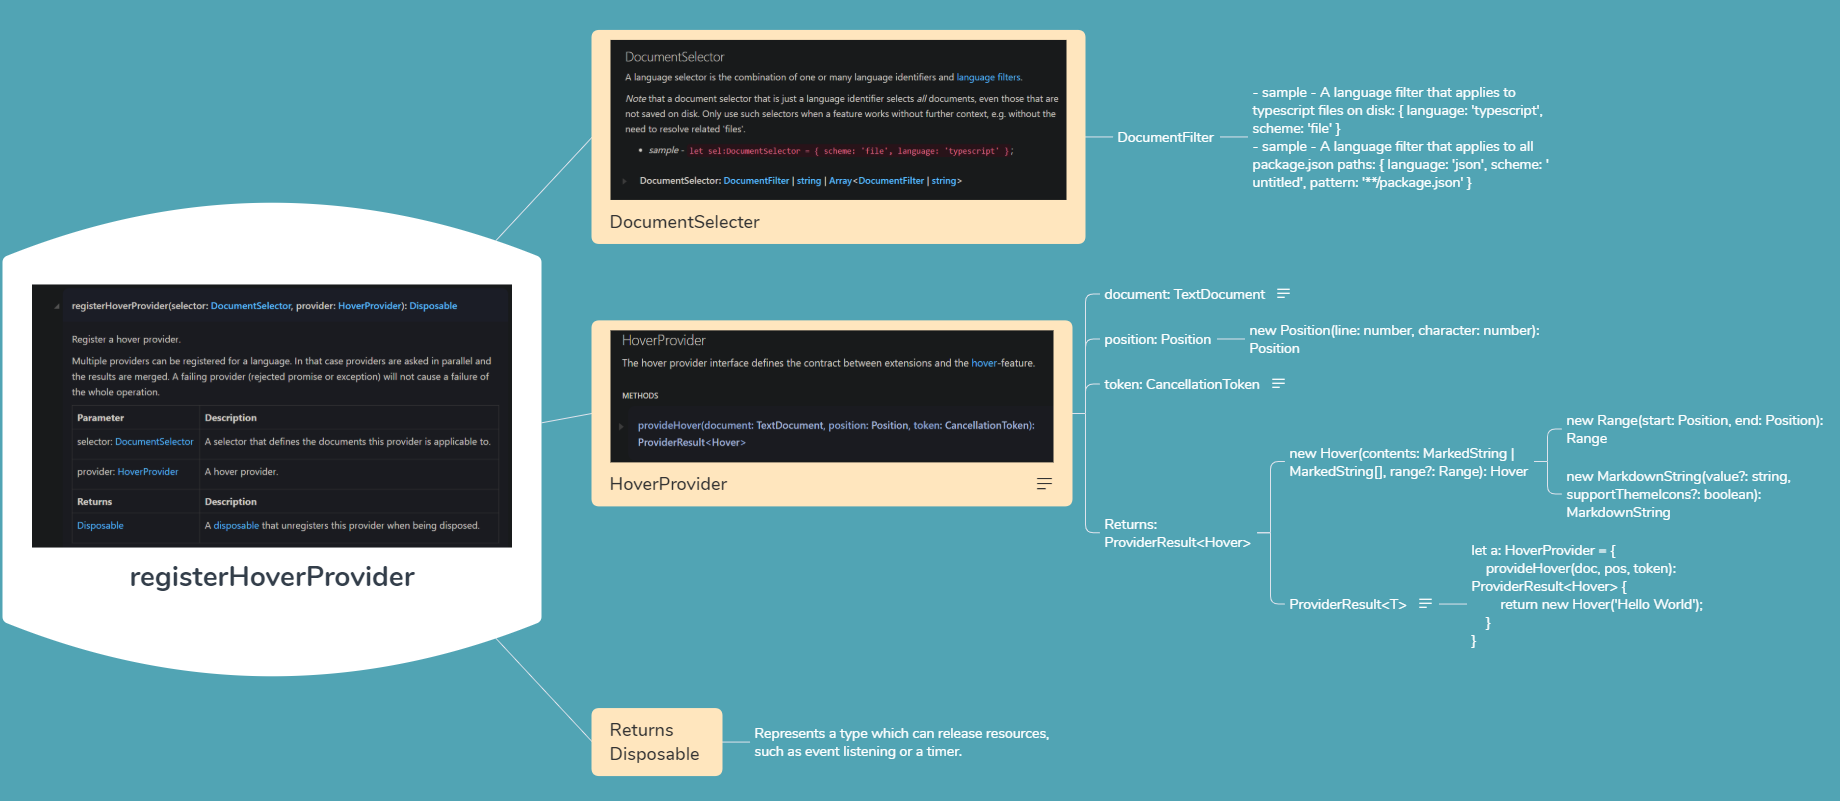 registerHoverProvider(selector: DocumentSelector, provider: HoverProvider): Disposable
Register a hover provider.
Multiple providers can be registered for a language. In that case providers are asked in parallel and
the results are merged. A failing provider (rejected promise or exception) will not cause a failure of
the whole operation.
Parameter Description
selector: DocumentSelector A selector that defines the documents this provider is applicable to.
provider: HoverProvider A hover provider.
Returns Description
Disposable A disposable that unregisters this provider when being disposed.
registerHoverProvider
DocumentSelector
A language selector is the combination of one or many language identifiers and language filters.
Note that a document selector that is just a language identifier selects all documents, even those that are
not saved on disk. Only use such selectors when a feature works without further context, e.g. without the
need to resolve related 'files'.
• sample - let sel:DocumentSelector = { scheme: 'file', language: 'typescript' };
DocumentSelector: DocumentFilter | string | Array<DocumentFilter | string>
DocumentSelecter
DocumentFilter
- sample - A language filter that applies to
typescript files on disk: { language: 'typescript',
scheme: 'file' }
- sample - A language filter that applies to all
package.json paths: { language: 'json', scheme: '
untitled', pattern: '**/package.json' }
HoverProvider
The hover provider interface defines the contract between extensions and the hover-feature.
METHODS
provideHover(document: TextDocument, position: Position, token: CancellationToken):
ProviderResult<Hover>
HoverProvider
document: TextDocument
position: Position
new Position(line: number, character: number):
Position
token: CancellationToken
Returns:
ProviderResult<Hover>
new Hover(contents: MarkedString |
MarkedString[], range?: Range): Hover
new Range(start: Position, end: Position):
Range
new MarkdownString(value?: string,
supportThemeIcons?: boolean):
MarkdownString
ProviderResult<T>
let a: HoverProvider = {
provideHover(doc, pos, token):
ProviderResult<Hover> {
return new Hover('Hello World');
}
}
Returns
Disposable
Represents a type which can release resources,
such as event listening or a timer.